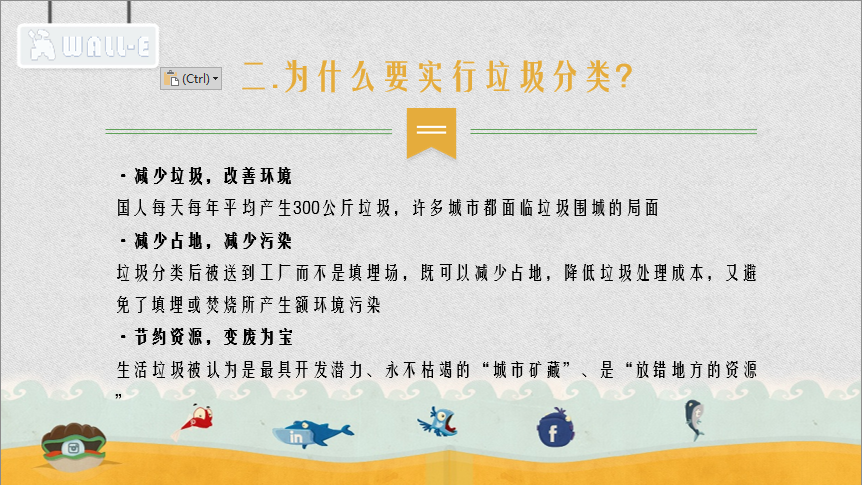 WALL-E
(Ctrl)
二.为什么要实行垃圾分类?
·减少垃圾，改善环境
国人每天每年平均产生300公斤垃圾，许多城市都面临垃圾围城的局面
·减少占地，减少污染
垃圾分类后被送到工厂而不是填埋场，既可以减少占地，降低垃圾处理成本，又避
免了填埋或焚烧所产生额环境污染
·节约资源，变废为宝
生活垃圾被认为是最具开发潜力、永不枯竭的“城市矿藏”、是“放错地方的资源
”
in
f